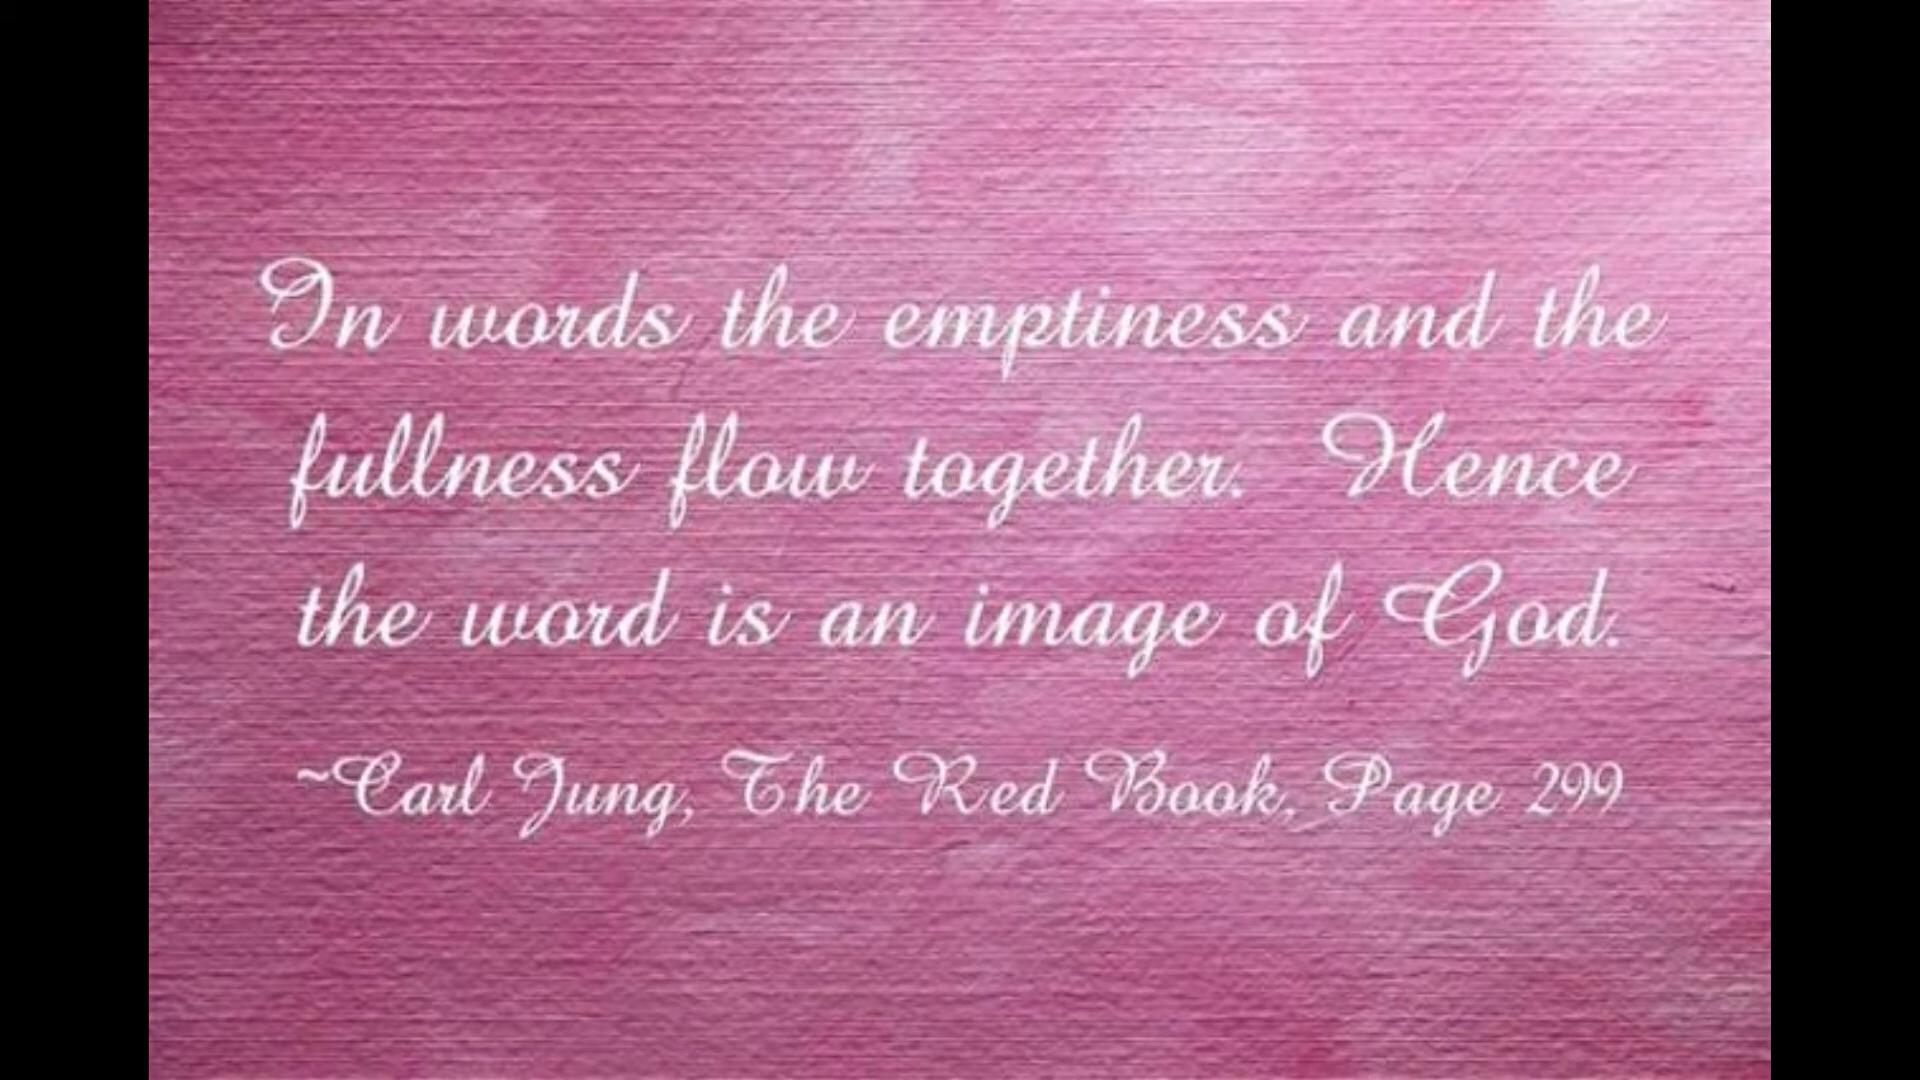 In words the emptiness and the
fullness flow together. Hence
the word is an image of God.
~Carl Jung, The Red Book, Page 299